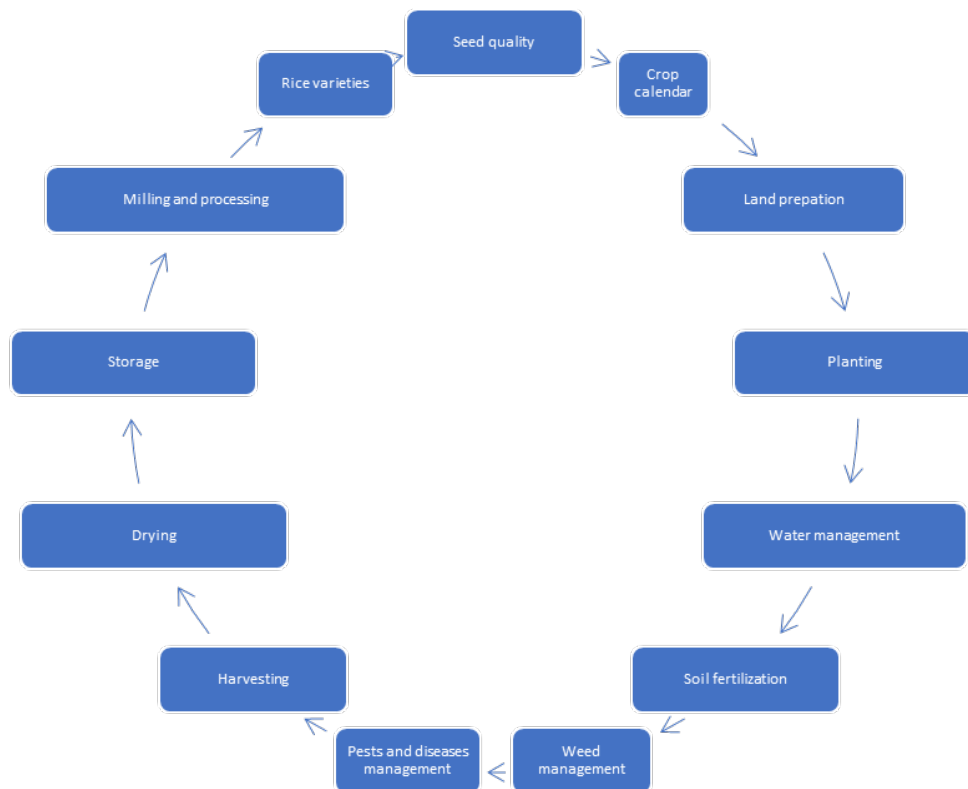 Seed quality
Crop
calendar
Land prepation
Planting
Water management
Soil fertilization
Weed
management
Pests and diseases
management
Harvesting
Drying
Storage
Milling and processing
Rice varieties